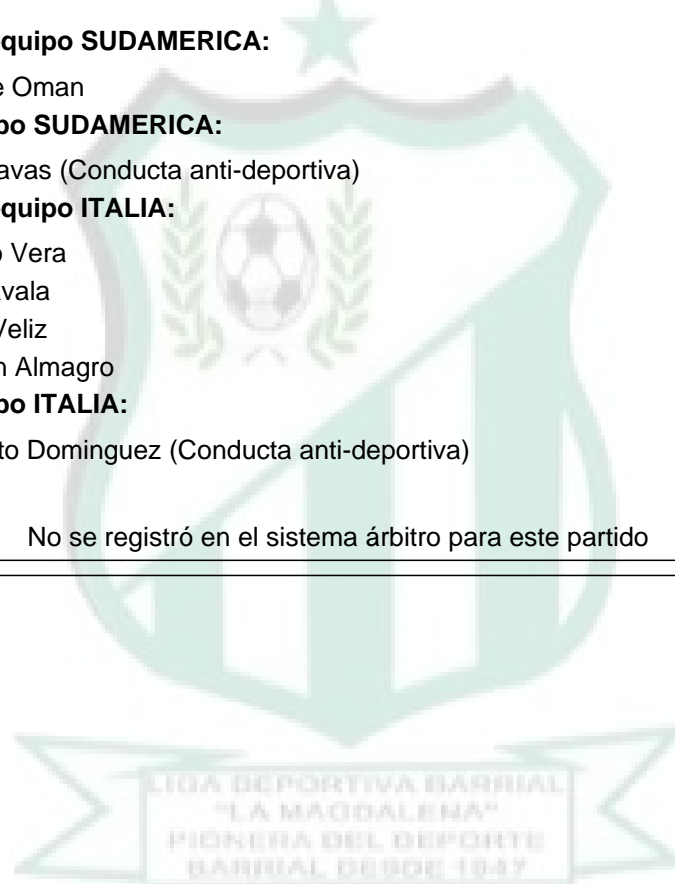 quipo SUDAMERICA:
e Oman
po SUDAMERICA:
avas (Conducta anti-deportiva)
quipo ITALIA:
o Vera
vala
Veliz
n Almagro
po ITALIA:
to Dominguez (Conducta anti-deportiva)
No se registró en el sistema árbitro para este partido
LIGA DEPORTIVA BARRIAL
"LA MAGDALENA"
PIONERA DEL DEPORTE
BARRIAL DESDE 1947